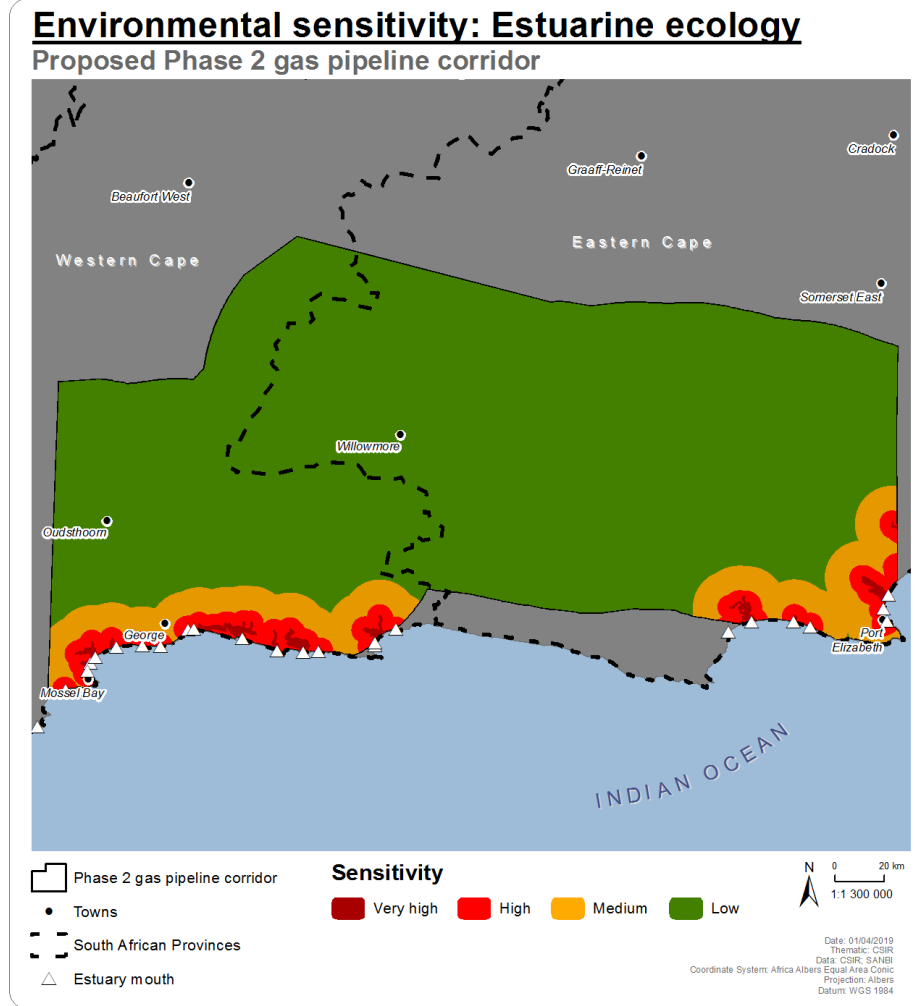 Environmental sensitivity: Estuarine ecology
Proposed Phase 2 gas pipeline corridor
Cradock
Graaff-Reinet
Beaufort West
Eastern Cape
Western Cape
Somerset East
Willowmore
Oudsthoorn
George
Port
Elizabeth
Mossel Bay
INDIAN OCEAN
Sensitivity
Phase 2 gas pipeline corridor
Towns
South African Provinces
Estuary mouth
Very high
High
Medium
Low
N
0 20 km
1:1 300 000
Date: 01/04/2019
Thematic: CSIR
Data: CSIR; SANBI
Coordinate System: Africa Albers Equal Area Conic
Projection: Albers
Datum: WGS 1984